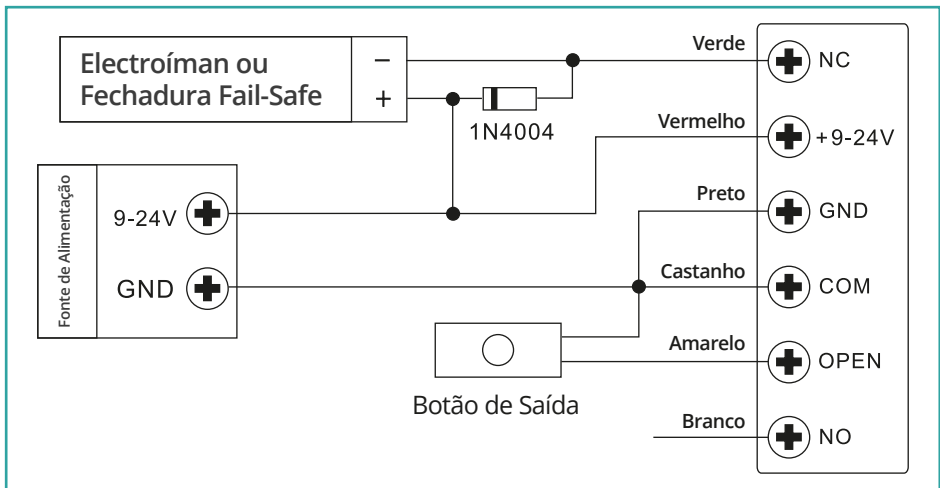 Electroíman ou
Fechadura Fail-Safe
−
+
1N4004
Fonte de Alimentação
9-24V
GND
Botão de Saída
Verde
NC
Vermelho
+9-24V
Preto
GND
Castanho
COM
Amarelo
OPEN
Branco
NO